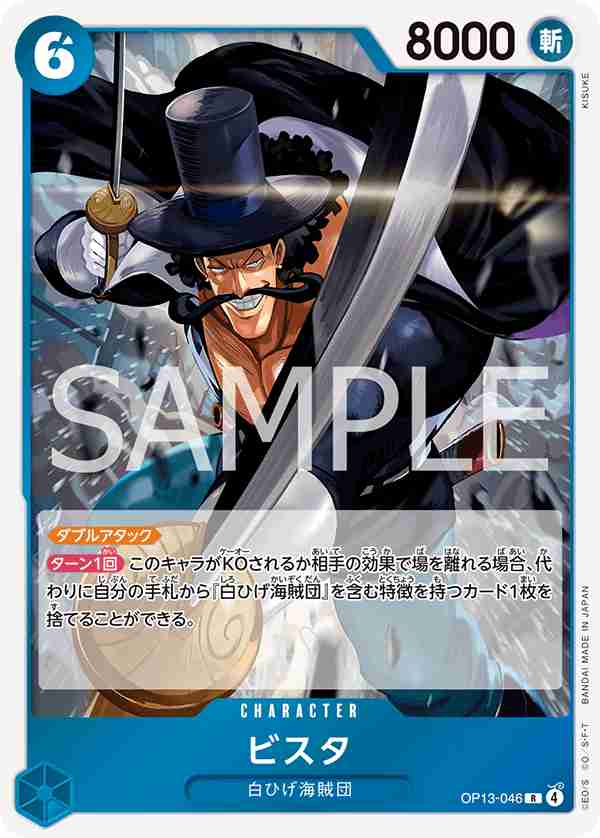 6
8000
斬
KISUKE
SAMPLE
ダブルアタック
ターン1回 このキャラがKOされるか相手の効果で場を離れる場合、代
わりに自分の手札から『白ひげ海賊団』を含む特徴を持つカード1枚を
捨てることができる。
CHARACTER
ビスタ
白ひげ海賊団
OP13-046 R 4
©E.O/S ©O/S・F・T BANDAI MADE IN JAPAN